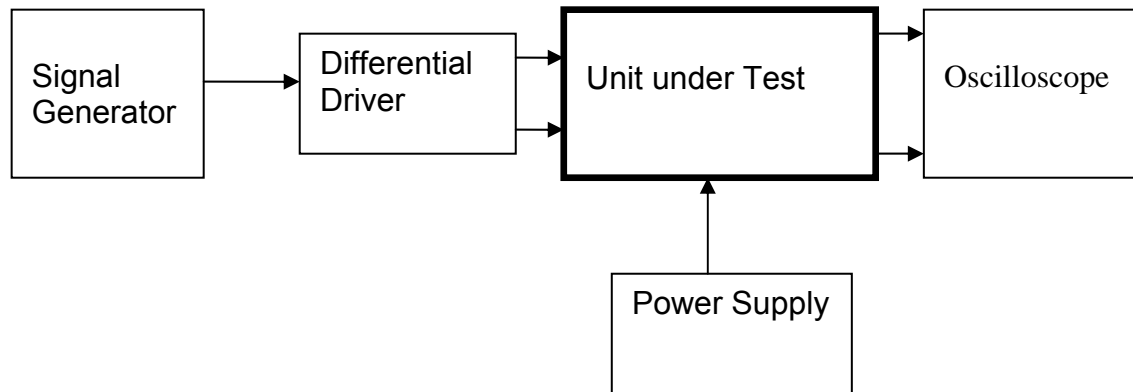 Signal
Generator
Differential
Driver
Unit under Test
Oscilloscope
Power Supply